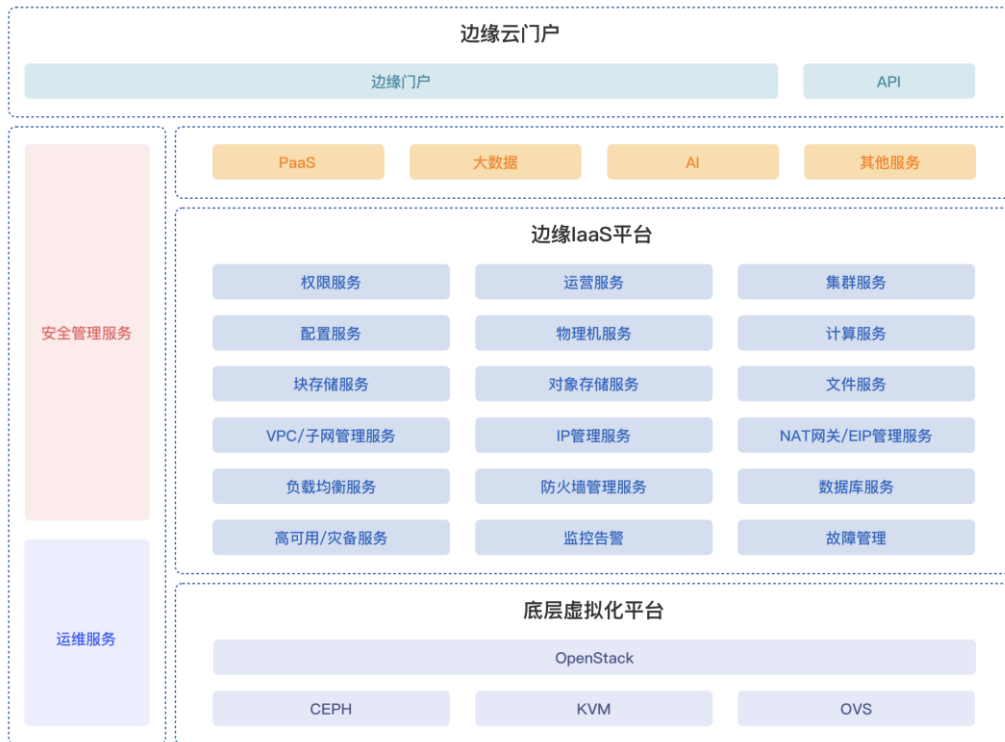 边缘云门户
边缘门户
API
安全管理服务
运维服务
PaaS
大数据
AI
其他服务
边缘IaaS平台
权限服务
运营服务
集群服务
配置服务
物理机服务
计算服务
块存储服务
对象存储服务
文件服务
VPC/子网管理服务
IP管理服务
NAT网关/EIP管理服务
负载均衡服务
防火墙管理服务
数据库服务
高可用/灾备服务
监控告警
故障管理
底层虚拟化平台
OpenStack
CEPH
KVM
OVS